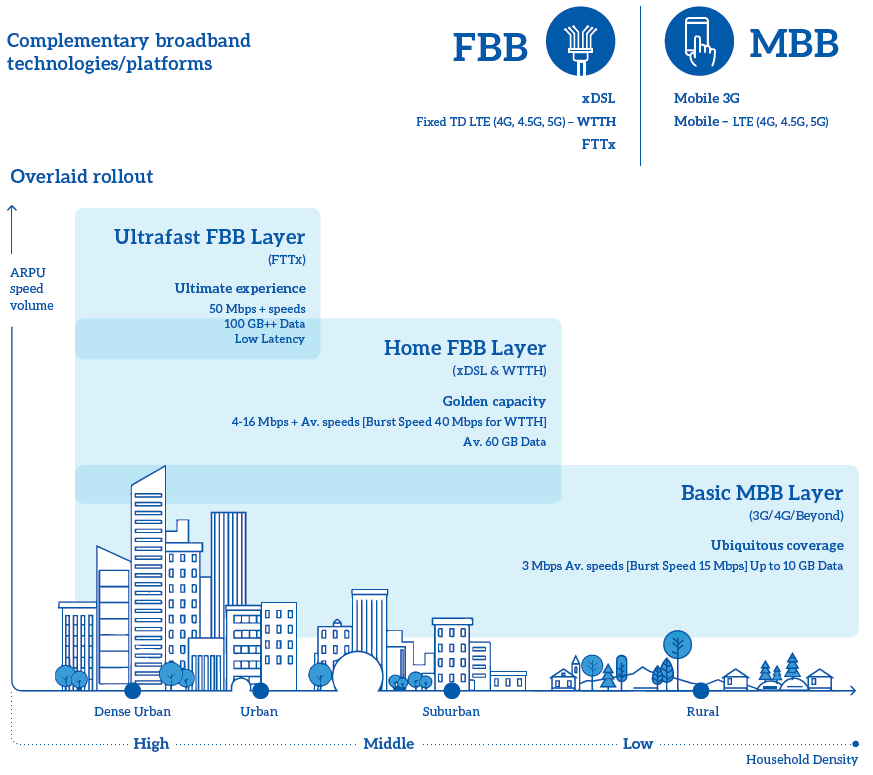 Complementary broadband
technologies/platforms
FBB
MBB
xDSL
Fixed TD LTE (4G, 4.5G, 5G) – WTTH
FTTx
Mobile 3G
Mobile – LTE (4G, 4.5G, 5G)
Overlaid rollout
ARPU
speed
volume
Ultrafast FBB Layer
(FTTx)
Ultimate experience
50 Mbps + speeds
100 GB++ Data
Low Latency
Home FBB Layer
(xDSL & WTTH)
Golden capacity
4-16 Mbps + Av. speeds [Burst Speed 40 Mbps for WTTH]
Av. 60 GB Data
Basic MBB Layer
(3G/4G/Beyond)
Ubiquitous coverage
3 Mbps Av. speeds [Burst Speed 15 Mbps] Up to 10 GB Data
Dense Urban
Urban
Suburban
Rural
High
Middle
Low
Household Density